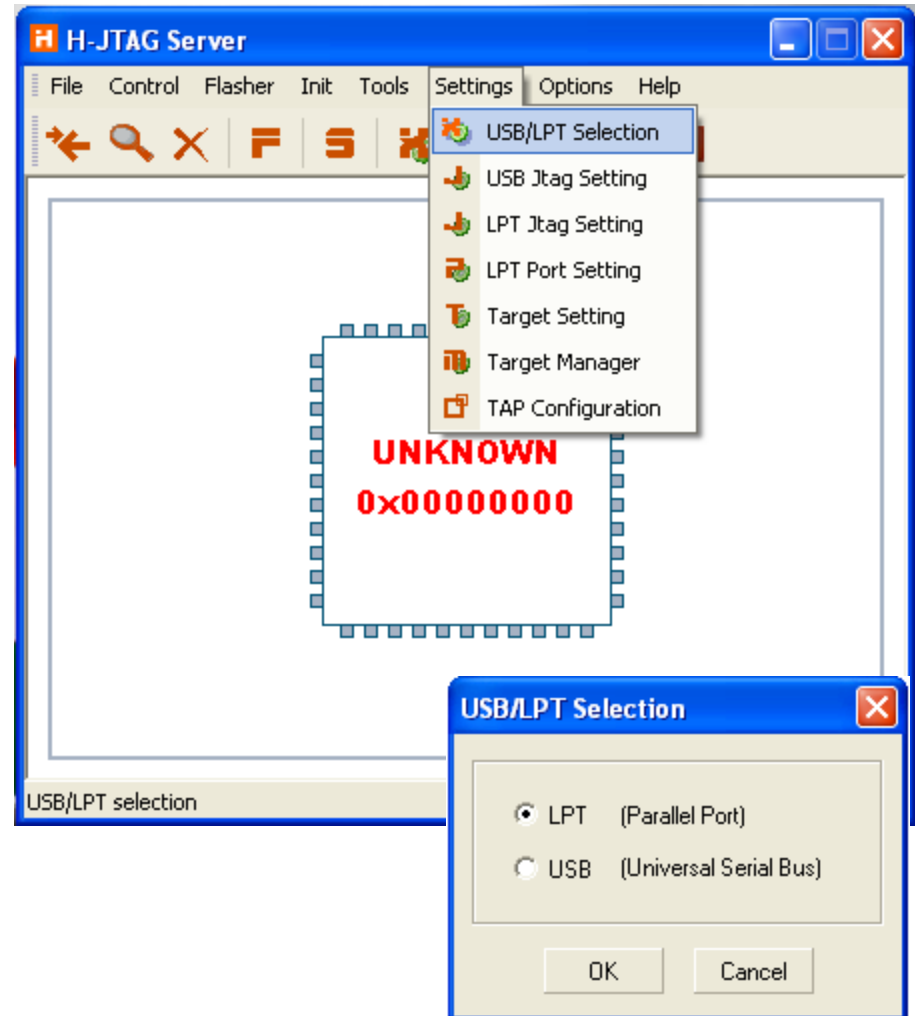 H-JTAG Server
File Control Flasher Init Tools Settings Options Help
USB/LPT Selection
USB Jtag Setting
LPT Jtag Setting
LPT Port Setting
Target Setting
Target Manager
TAP Configuration
UNKNOWN
0x00000000
USB/LPT selection
USB/LPT Selection
LPT (Parallel Port)
USB (Universal Serial Bus)
OK Cancel